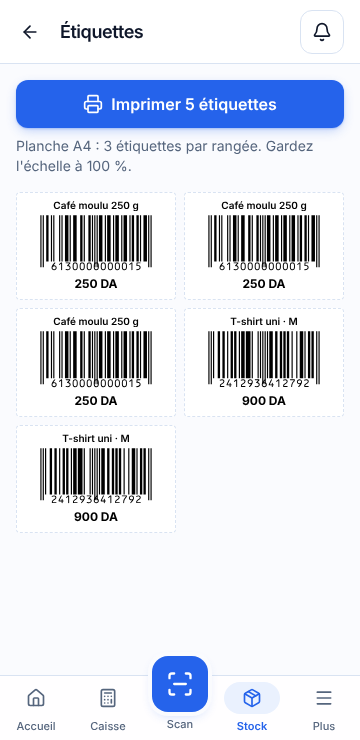 Étiquettes
Imprimer 5 étiquettes
Planche A4 : 3 étiquettes par rangée. Gardez
l'échelle à 100 %.
Café moulu 250 g
6130000000015
250 DA
Café moulu 250 g
6130000000015
250 DA
Café moulu 250 g
6130000000015
250 DA
T-shirt uni · M
2412936412792
900 DA
T-shirt uni · M
2412936412792
900 DA
Accueil
Caisse
Scan
Stock
Plus